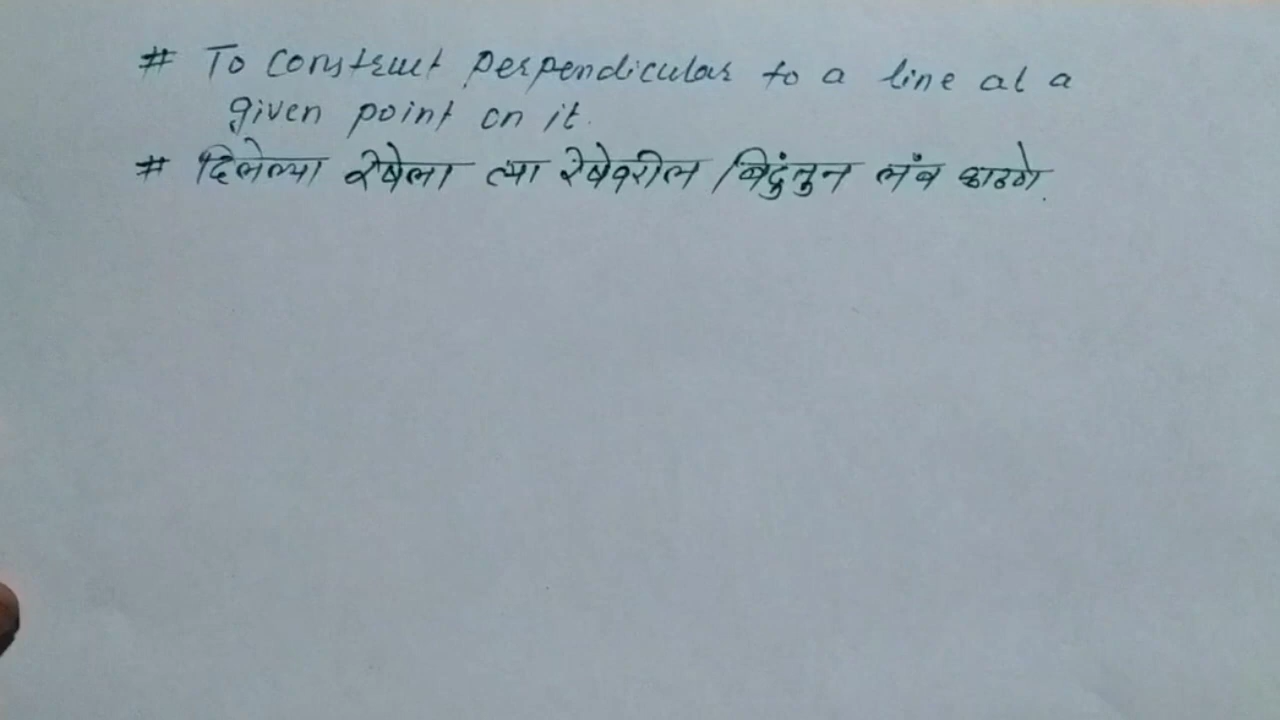 # To construct perpendicular to a line at a
given point on it.
# दिलेल्या रेषेला त्या रेषेवरील बिदुंतुन लंब काढणे.